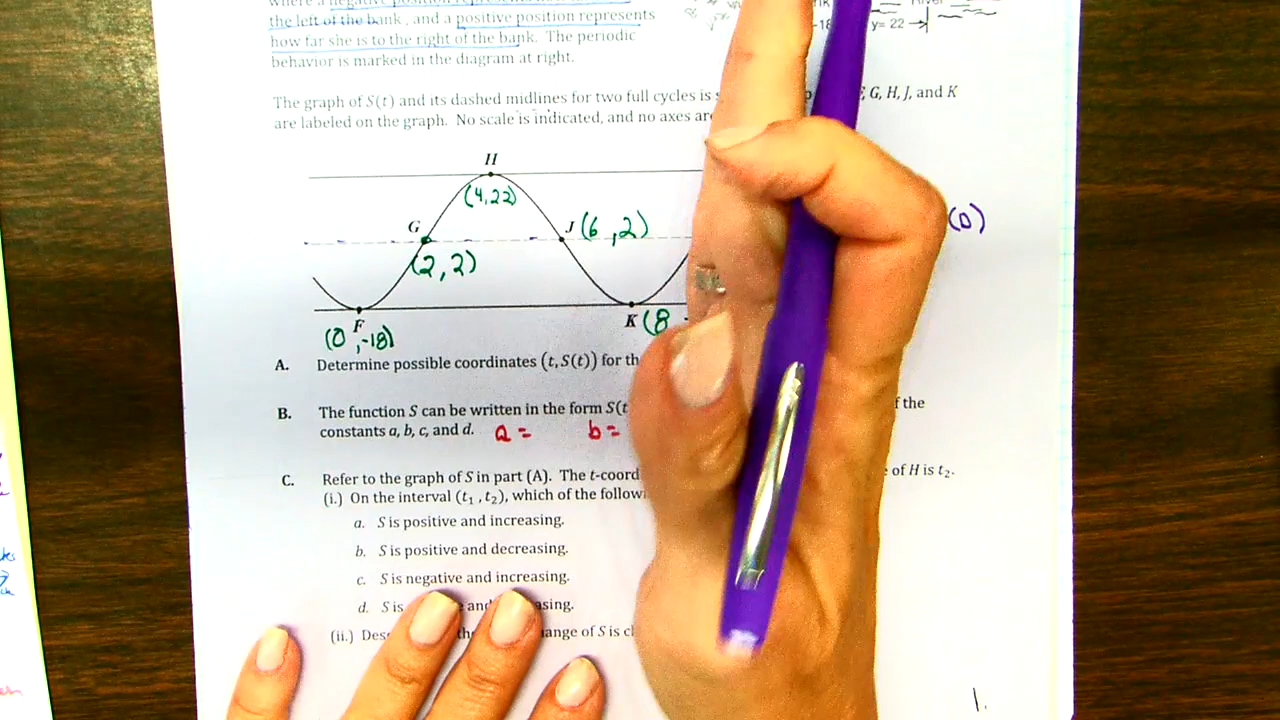 the left of the bank , and a positive position represents
how far she is to the right of the bank. The periodic
behavior is marked in the diagram at right.
-18
y= 22
The graph of S(t) and its dashed midlines for two full cycles is
G, H, J, and K
are labeled on the graph. No scale is indicated, and no axes are
H
(4,22)
G
J (6 ,2)
(0)
(2, 2)
F
K (8
(0 ,-18)
A. Determine possible coordinates (t, S(t)) for
B. The function S can be written in the form S(t
f the
constants a, b, c, and d. a = b =
C. Refer to the graph of S in part (A). The
of H is t₂.
(i.) On the interval (t₁ , t₂), which of the
a. S is positive and increasing.
b. S is positive and decreasing.
c. S is negative and increasing.
d. S is
(ii.)
of S is
1.